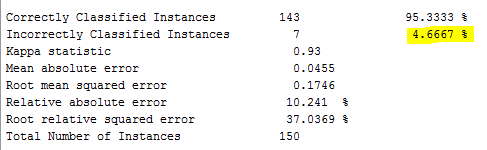 Correctly Classified Instances 143 95.3333 %
Incorrectly Classified Instances 7 4.6667 %
Kappa statistic 0.93
Mean absolute error 0.0455
Root mean squared error 0.1746
Relative absolute error 10.241 %
Root relative squared error 37.0369 %
Total Number of Instances 150